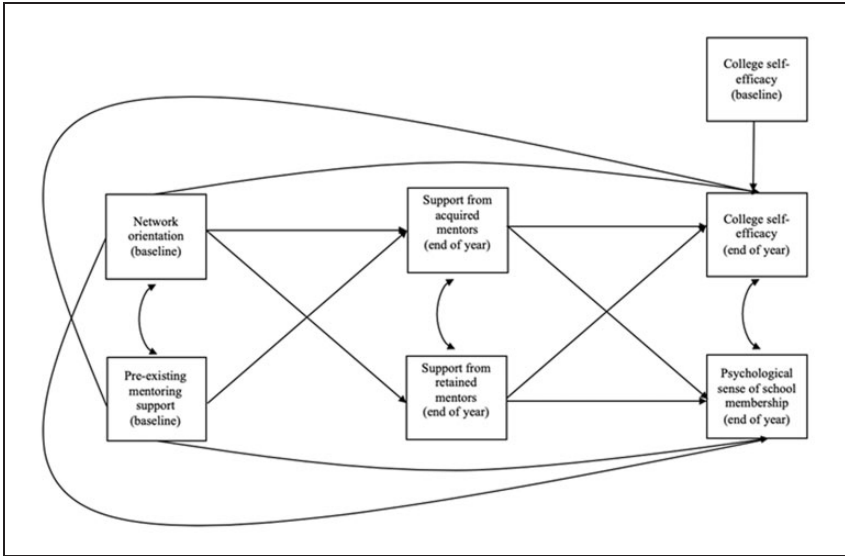 College self-
efficacy
(baseline)
Network
orientation
(baseline)
Support from
acquired
mentors
(end of year)
College self-
efficacy
(end of year)
Pre-existing
mentoring
support
(baseline)
Support from
retained
mentors
(end of year)
Psychological
sense of school
membership
(end of year)